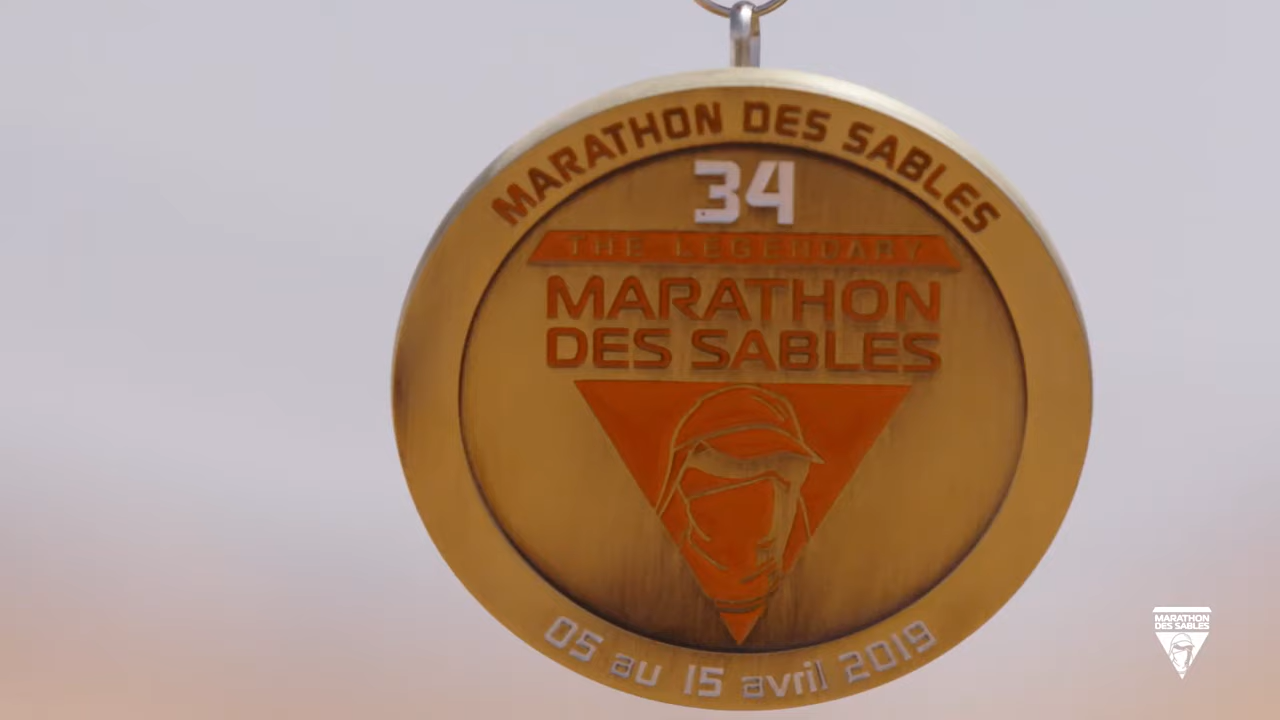 MARATHON DES SABLES
34
THE LEGENDARY
MARATHON
DES SABLES
05 au 15 avril 2019
MARATHON
DES SABLES